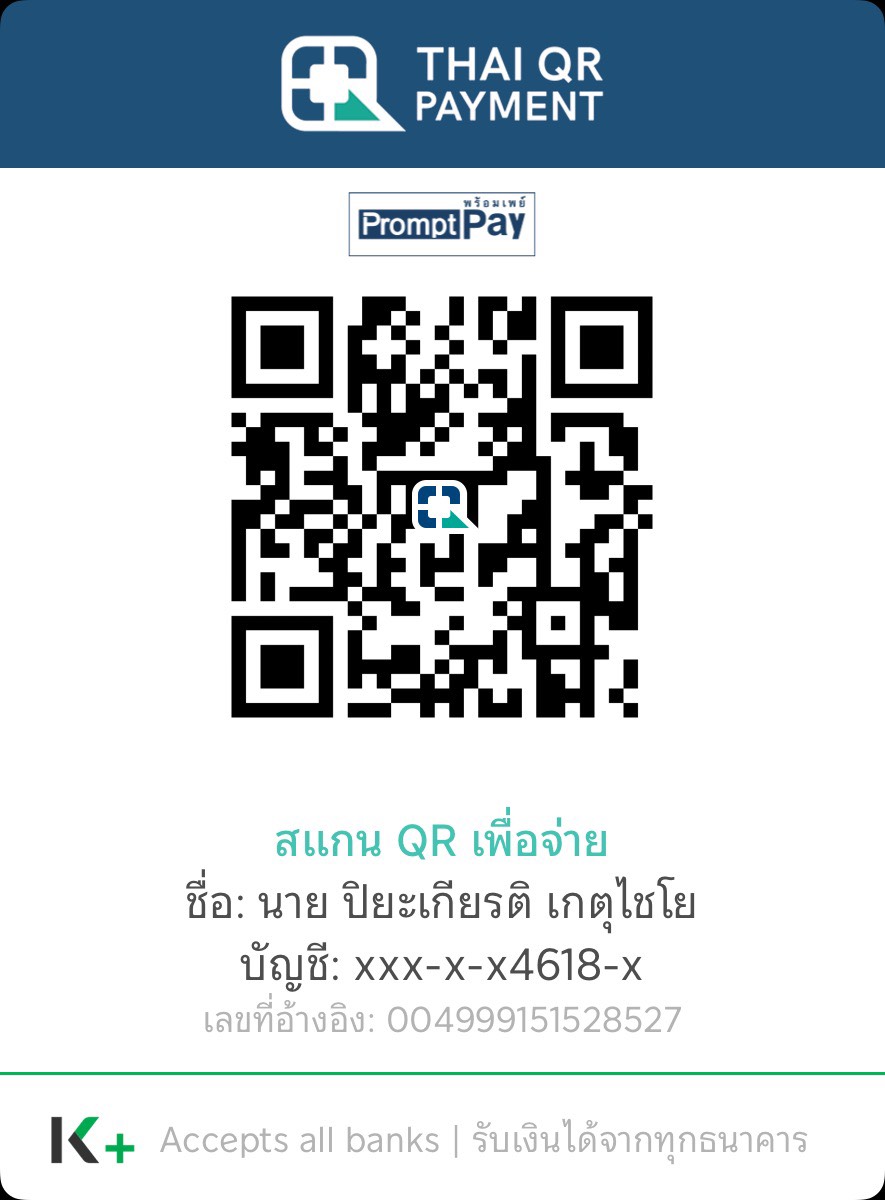 THAI QR
PAYMENT
พร้อมเพย์
PromptPay
สแกน QR เพื่อจ่าย
ชื่อ: นาย ปิยะเกียรติ เกตุไชโย
บัญชี: xxx-x-x4618-x
เลขที่อ้างอิง: 004999151528527
K+ Accepts all banks | รับเงินได้จากทุกธนาคาร